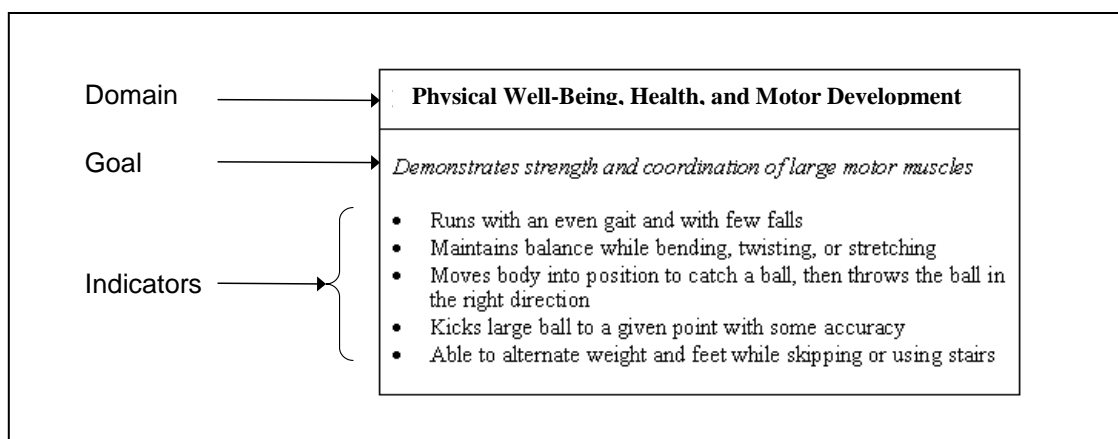 Domain
Physical Well-Being, Health, and Motor Development
Goal
Demonstrates strength and coordination of large motor muscles
Indicators
• Runs with an even gait and with few falls
• Maintains balance while bending, twisting, or stretching
• Moves body into position to catch a ball, then throws the ball in
the right direction
• Kicks large ball to a given point with some accuracy
• Able to alternate weight and feet while skipping or using stairs